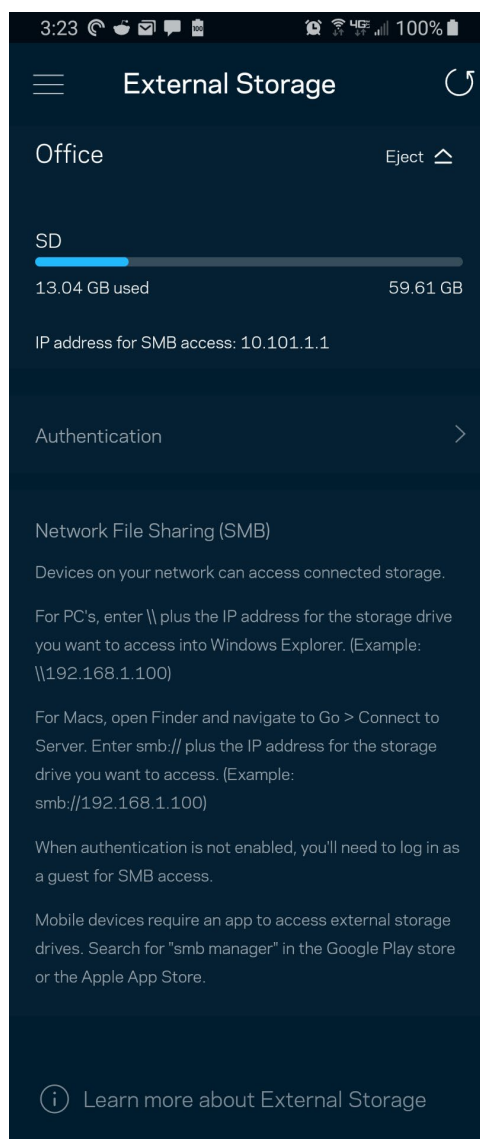 3:23 100 4GE 100%
External Storage
Office Eject
SD
13.04 GB used 59.61 GB
IP address for SMB access: 10.101.1.1
Authentication
Network File Sharing (SMB)
Devices on your network can access connected storage.
For PC's, enter \\ plus the IP address for the storage drive
you want to access into Windows Explorer. (Example:
\\192.168.1.100)
For Macs, open Finder and navigate to Go > Connect to
Server. Enter smb:// plus the IP address for the storage
drive you want to access. (Example:
smb://192.168.1.100)
When authentication is not enabled, you'll need to log in as
a guest for SMB access.
Mobile devices require an app to access external storage
drives. Search for "smb manager" in the Google Play store
or the Apple App Store.
Learn more about External Storage